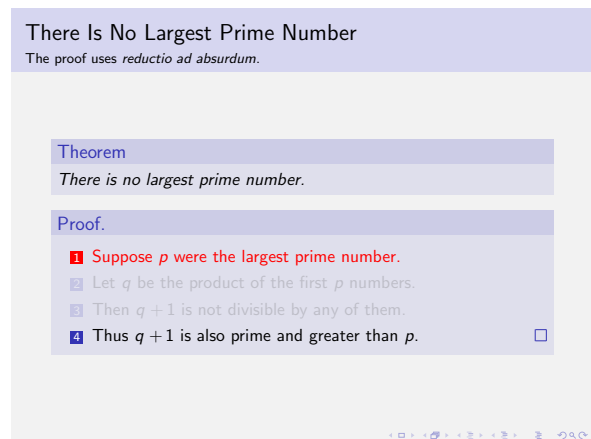 There Is No Largest Prime Number
The proof uses reductio ad absurdum.
Theorem
There is no largest prime number.
Proof.
1 Suppose p were the largest prime number.
2 Let q be the product of the first p numbers.
3 Then q + 1 is not divisible by any of them.
4 Thus q + 1 is also prime and greater than p.